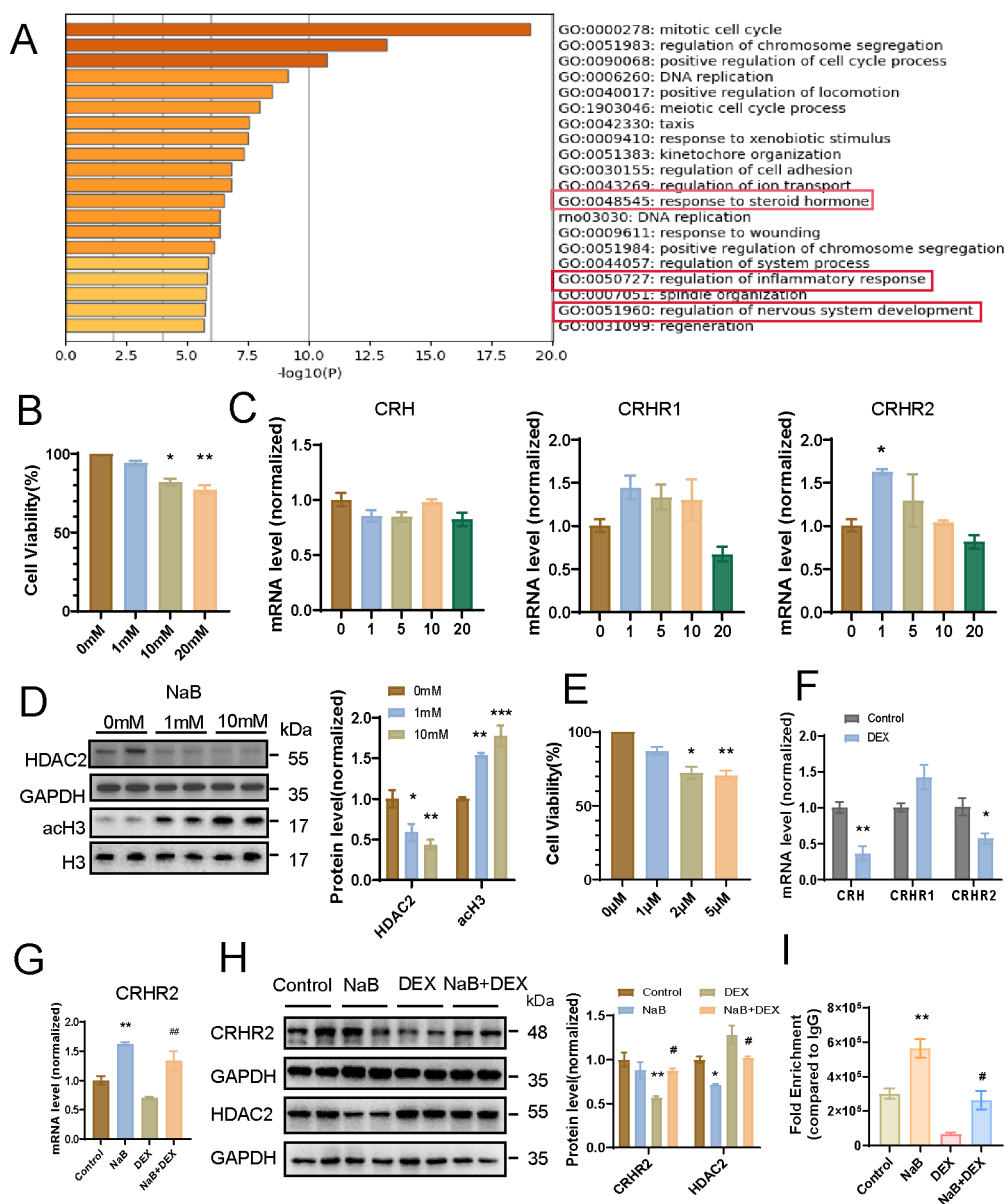 A
GO:0000278: mitotic cell cycle
GO:0051983: regulation of chromosome segregation
GO:0090068: positive regulation of cell cycle process
GO:0006260: DNA replication
GO:0040017: positive regulation of locomotion
GO:1903046: meiotic cell cycle process
GO:0042330: taxis
GO:0009410: response to xenobiotic stimulus
GO:0051383: kinetochore organization
GO:0030155: regulation of cell adhesion
GO:0043269: regulation of ion transport
GO:0048545: response to steroid hormone
rno03030: DNA replication
GO:0009611: response to wounding
GO:0051984: positive regulation of chromosome segregation
GO:0044057: regulation of system process
GO:0050727: regulation of inflammatory response
GO:0007051: spindle organization
GO:0051960: regulation of nervous system development
GO:0031099: regeneration
0.0 2.5 5.0 7.5 10.0 12.5 15.0 17.5 20.0
-log10(P)
B
Cell Viability(%)
100
50
0
* **
0mM 1mM 10mM 20mM
C
CRH
mRNA level (normalized)
1.5
1.0
0.5
0.0
0 1 5 10 20
CRHR1
mRNA level (normalized)
2.0
1.5
1.0
0.5
0.0
0 1 5 10 20
CRHR2
mRNA level (normalized)
2.0
1.5
1.0
0.5
0.0
*
0 1 5 10 20
D
NaB
0mM 1mM 10mM kDa
HDAC2 55
GAPDH 35
acH3 17
H3 17
0mM
1mM
10mM
Protein level(normalized)
2.0
1.5
1.0
0.5
0.0
* ** ** ***
HDAC2 acH3
E
Cell Viability(%)
100
50
0
* **
0μM 1μM 2μM 5μM
F
Control
DEX
mRNA level(normalized)
2.0
1.5
1.0
0.5
0.0
** *
CRH CRHR1 CRHR2
G
CRHR2
mRNA level(normalized)
2.0
1.5
1.0
0.5
0.0
** ##
Control NaB DEX NaB+DEX
H
Control NaB DEX NaB+DEX
kDa
CRHR2 48
GAPDH 35
HDAC2 55
GAPDH 35
Control DEX
NaB NaB+DEX
Protein level(normalized)
1.5
1.0
0.5
0.0
** # * #
CRHR2 HDAC2
I
Fold Enrichment
(compared to IgG)
8×10⁵
6×10⁵
4×10⁵
2×10⁵
0
** #
Control NaB DEX NaB+DEX